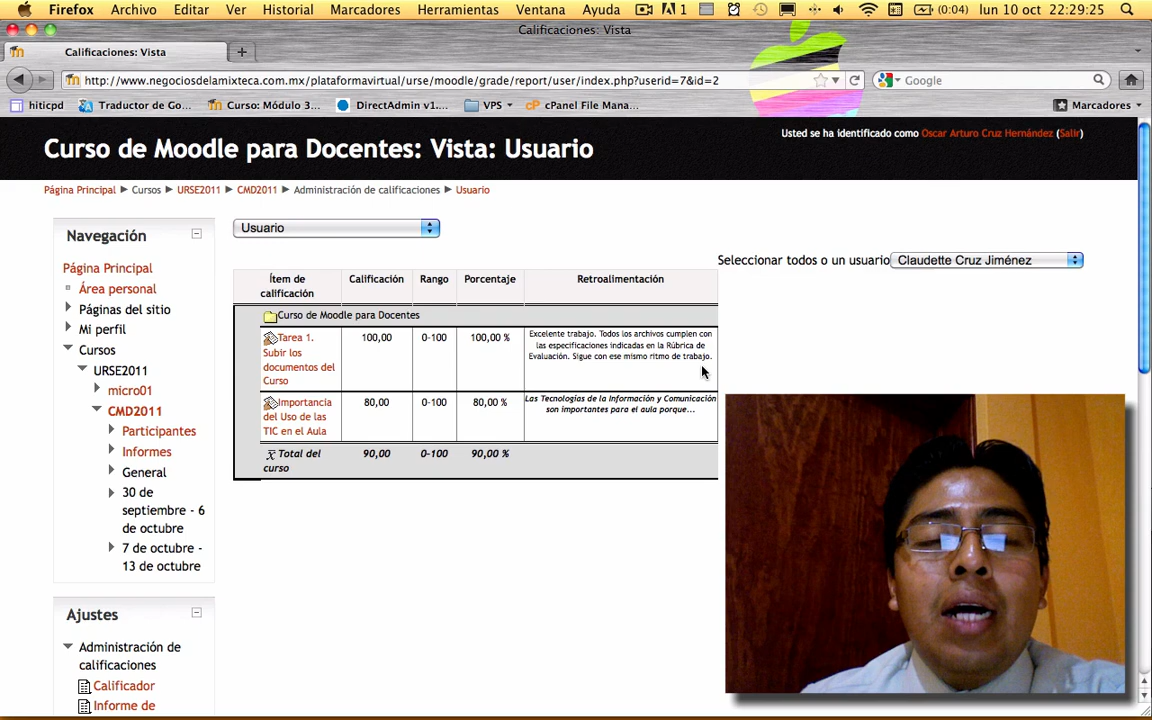 Firefox Archivo Editar Ver Historial Marcadores Herramientas Ventana Ayuda 1 (0:04) lun 10 oct 22:29:25
Calificaciones: Vista
Calificaciones: Vista
http://www.negociosdelamixteca.com.mx/plataformavirtual/urse/moodle/grade/report/user/index.php?userid=7&id=2
Google
hiticpd Traductor de Go... Curso: Módulo 3... DirectAdmin v1.... VPS cPanel File Mana... Marcadores
Usted se ha identificado como Oscar Arturo Cruz Hernández (Salir)
Curso de Moodle para Docentes: Vista: Usuario
Página Principal ► Cursos ► URSE2011 ► CMD2011 ► Administración de calificaciones ► Usuario
Navegación
Página Principal
Área personal
Páginas del sitio
Mi perfil
Cursos
URSE2011
micro01
CMD2011
Participantes
Informes
General
30 de
septiembre - 6
de octubre
7 de octubre -
13 de octubre
Ajustes
Administración de
calificaciones
Calificador
Informe de
Usuario
Seleccionar todos o un usuario Claudette Cruz Jiménez
Ítem de
calificación
Calificación
Rango
Porcentaje
Retroalimentación
Curso de Moodle para Docentes
Tarea 1.
Subir los
documentos del
Curso
100,00
0-100
100,00 %
Excelente trabajo. Todos los archivos cumplen con
las especificaciones indicadas en la Rúbrica de
Evaluación. Sigue con ese mismo ritmo de trabajo.
Importancia
del Uso de las
TIC en el Aula
80,00
0-100
80,00 %
Las Tecnologías de la Información y Comunicación
son importantes para el aula porque...
x Total del
curso
90,00
0-100
90,00 %